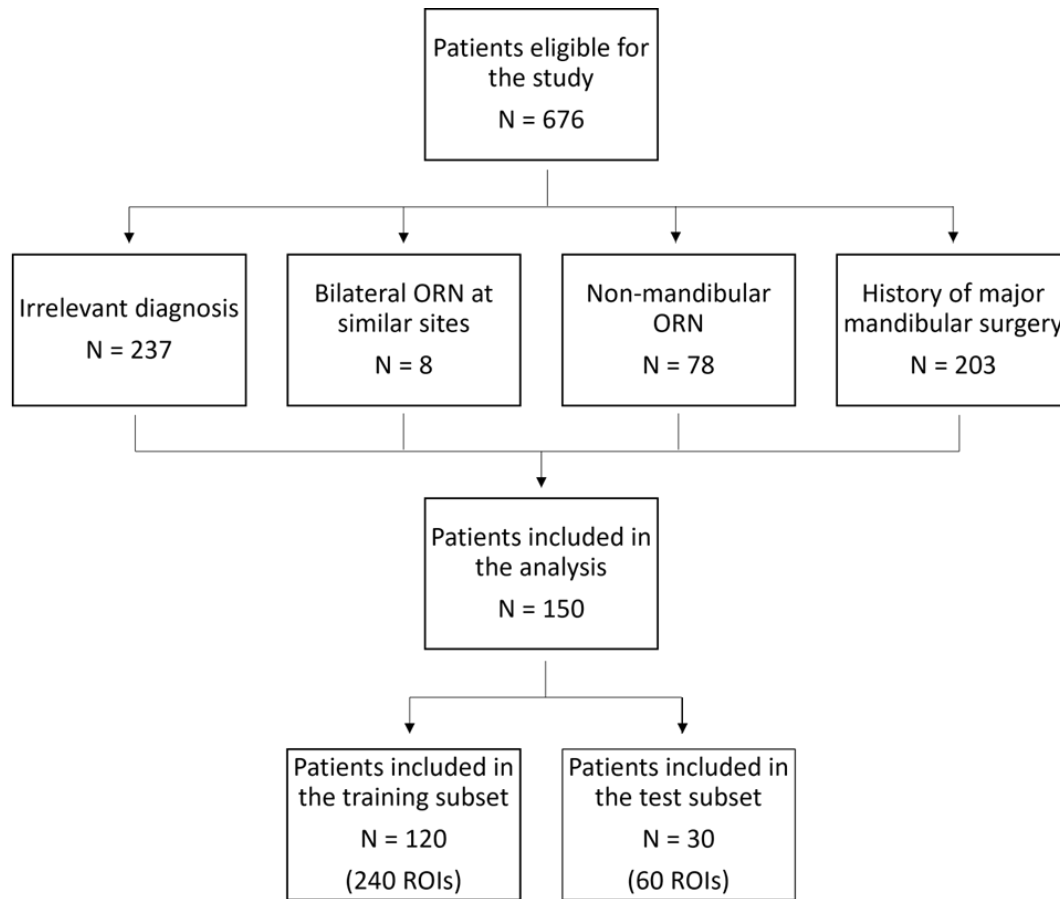 Patients eligible for
the study
N = 676
Irrelevant diagnosis
N = 237
Bilateral ORN at
similar sites
N = 8
Non-mandibular
ORN
N = 78
History of major
mandibular surgery
N = 203
Patients included in
the analysis
N = 150
Patients included in
the training subset
N = 120
(240 ROIs)
Patients included in
the test subset
N = 30
(60 ROIs)